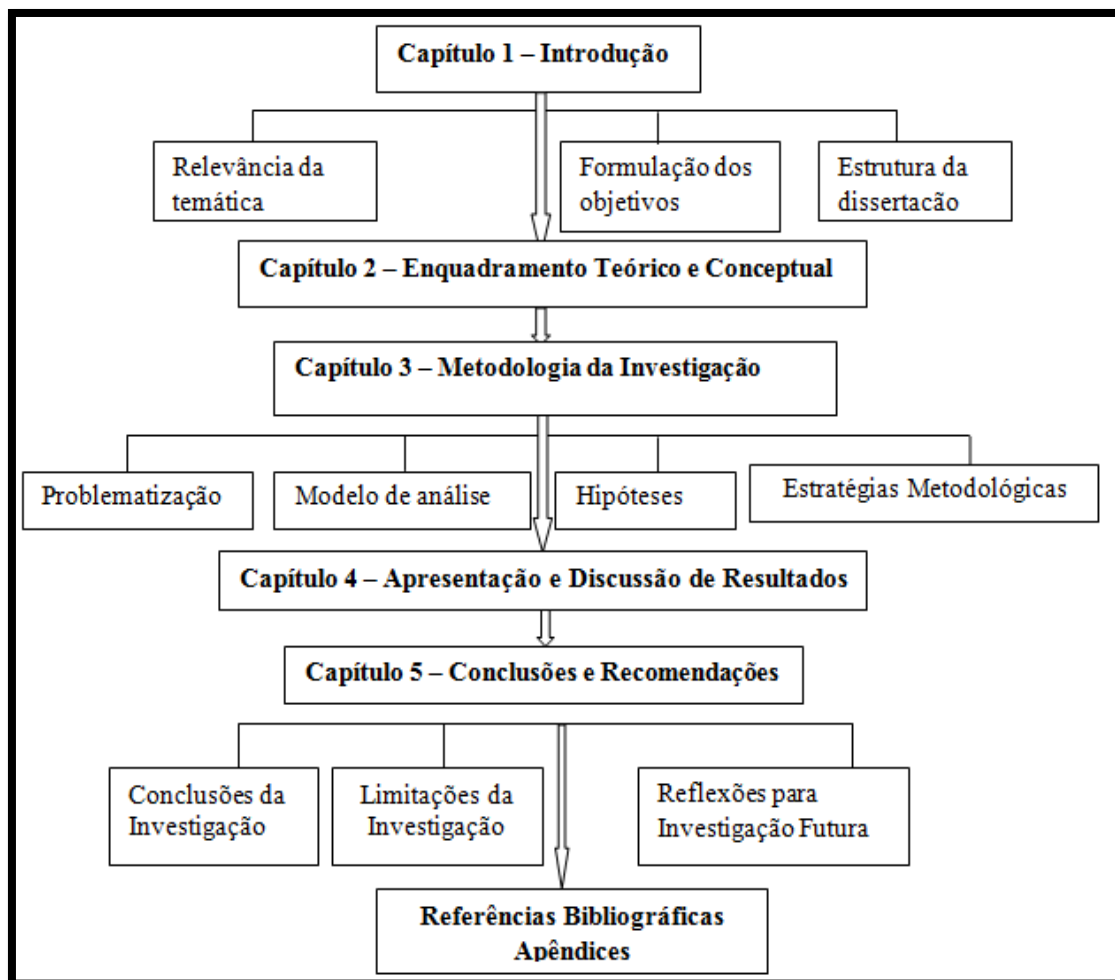 Capítulo 1 – Introdução
Relevância da
temática
Formulação dos
objetivos
Estrutura da
dissertacão
Capítulo 2 – Enquadramento Teórico e Conceptual
Capítulo 3 – Metodologia da Investigação
Problematização
Modelo de análise
Hipóteses
Estratégias Metodológicas
Capítulo 4 – Apresentação e Discussão de Resultados
Capítulo 5 – Conclusões e Recomendações
Conclusões da
Investigação
Limitações da
Investigação
Reflexões para
Investigação Futura
Referências Bibliográficas
Apêndices